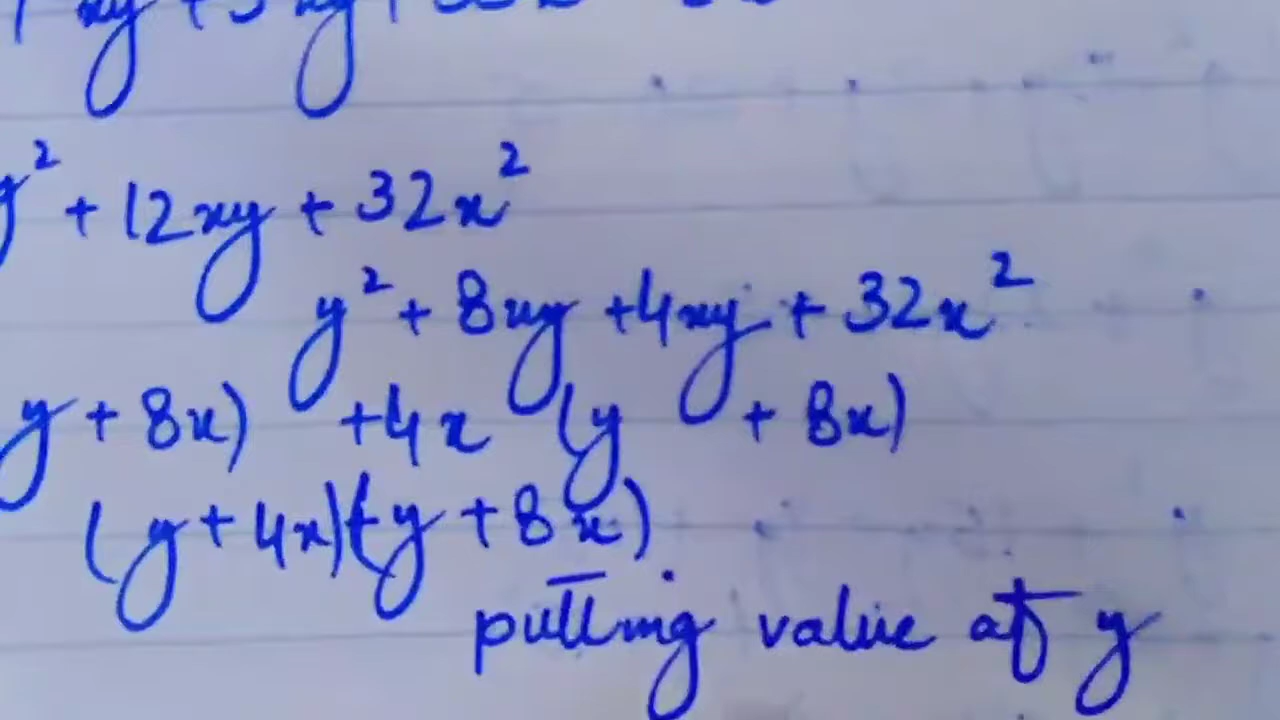 y² + 12xy + 32x²
y² + 8xy + 4xy + 32x²
y + 8x) + 4x (y + 8x)
(y + 4x)(y + 8x)
putting value of y